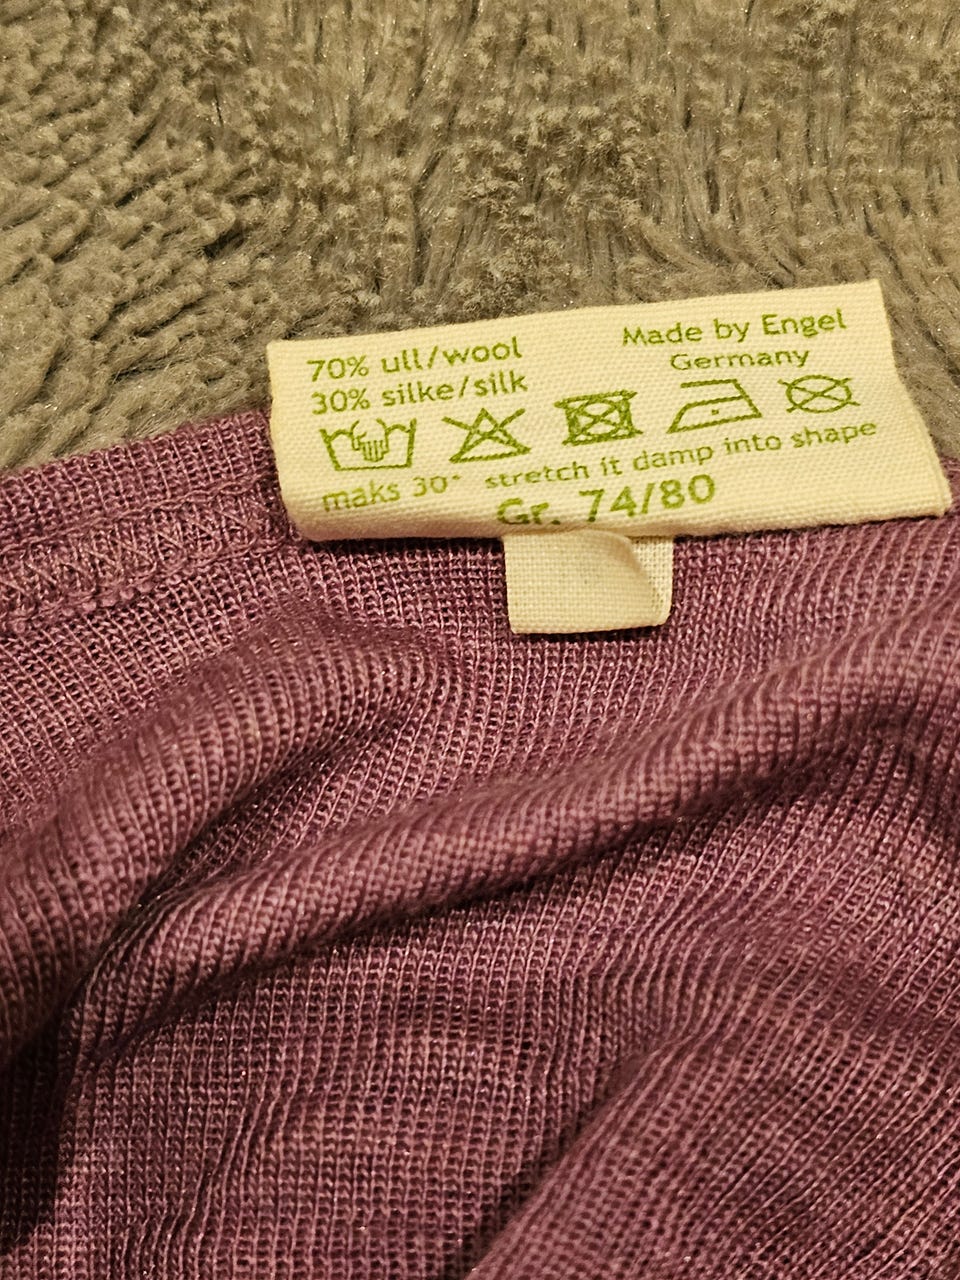 70% ull/wool
30% silke/silk
Made by Engel
Germany
maks 30° stretch it damp into shape
Gr. 74/80